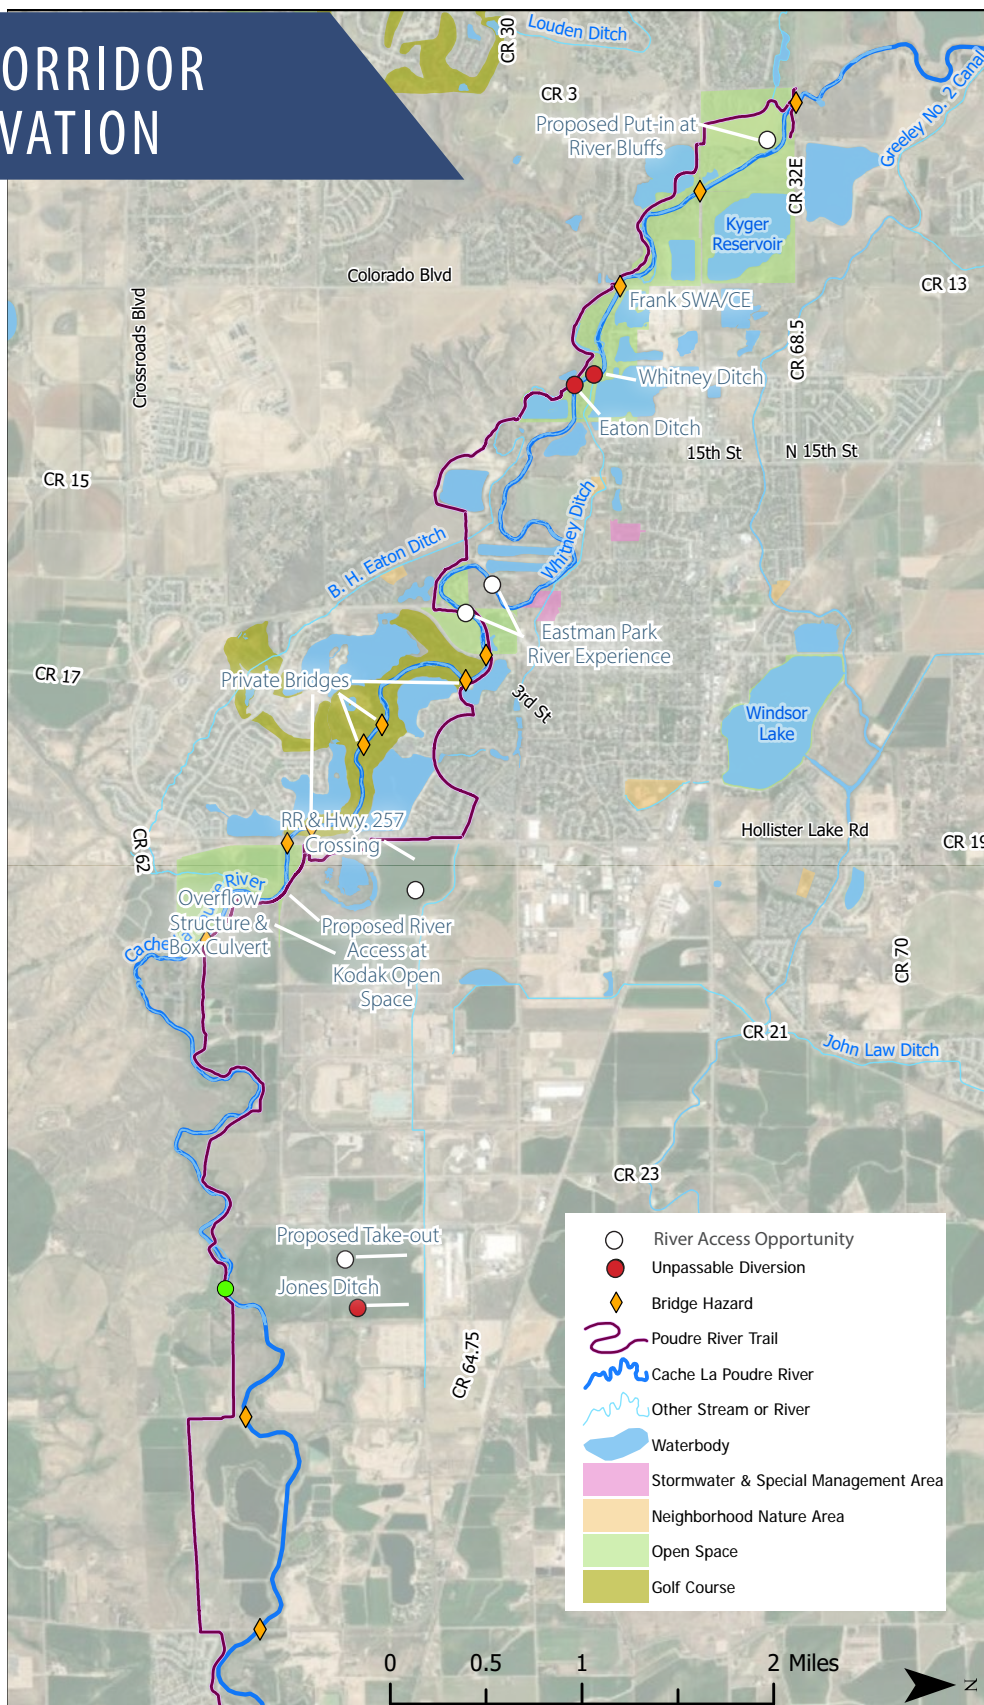 ORRIDOR
VATION
CR 30
Louden Ditch
CR 3
Greeley No. 2 Canal
Proposed Put-in at
River Bluffs
CR 32E
Kyger
Reservoir
Colorado Blvd
CR 13
Crossroads Blvd
Frank SWA/CE
CR 68.5
Whitney Ditch
Eaton Ditch
15th St
N 15th St
CR 15
Whitney Ditch
B. H. Eaton Ditch
Eastman Park
River Experience
CR 17
Private Bridges
3rd St
Windsor
Lake
RR & Hwy. 257
Crossing
Hollister Lake Rd
CR 19
CR 62
Overflow
Structure &
Box Culvert
Proposed River
Access at
Kodak Open
Space
CR 70
CR 21
John Law Ditch
CR 23
Proposed Take-out
Jones Ditch
CR 64.75
River Access Opportunity
Unpassable Diversion
Bridge Hazard
Poudre River Trail
Cache La Poudre River
Other Stream or River
Waterbody
Stormwater & Special Management Area
Neighborhood Nature Area
Open Space
Golf Course
0 0.5 1 2 Miles
N